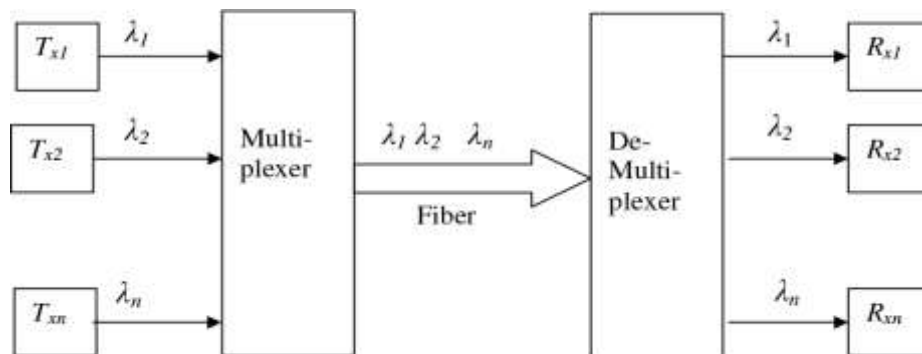 Tx1 λ1
Multi-
plexer
λ1 λ2 λn
Fiber
De-
Multi-
plexer
λ1 Rx1
Tx2 λ2
λ2 Rx2
Txn λn
λn Rxn